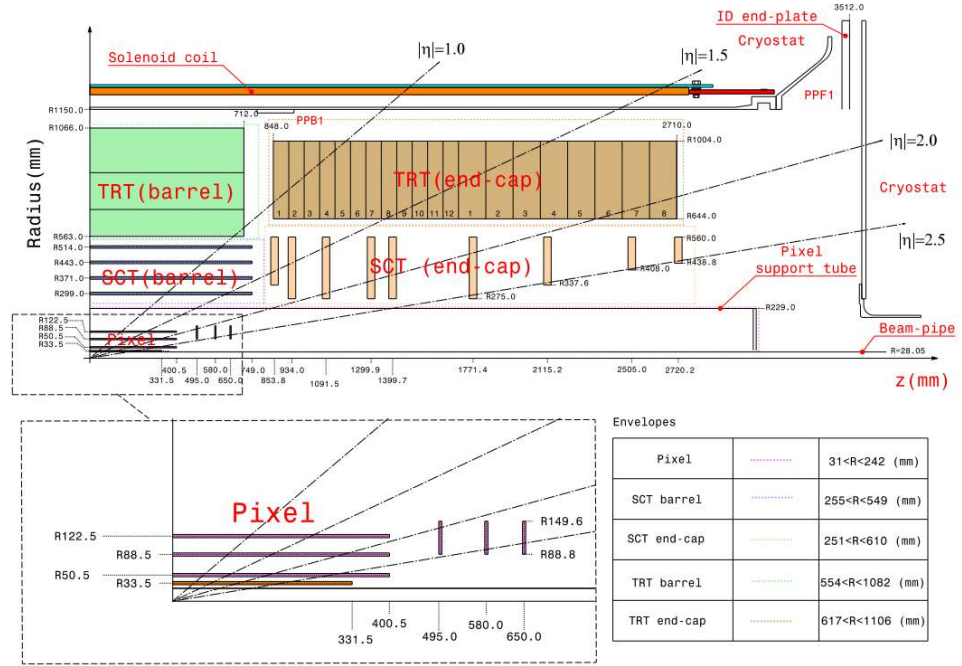 3512.0
ID end-plate
Cryostat
|η|=1.0
|η|=1.5
Solenoid coil
PPF1
R1150.0
712.0
PPB1
848.0
2710.0
R1066.0
R1004.0
|η|=2.0
TRT(barrel)
TRT(end-cap)
Cryostat
Radius(mm)
1 2 3 4 5 6 7 8 9 10 11 12 1 2 3 4 5 6 7 8
R644.0
R563.0
R514.0
R560.0
|η|=2.5
R443.0
SCT(barrel)
SCT (end-cap)
R438.8
R408.0
Pixel
support tube
R371.0
R337.6
R299.0
R275.0
R229.0
R122.5
R88.5
R50.5
R33.5
Pixel
Beam-pipe
R=28.05
400.5
331.5
495.0
580.0
650.0
749.0
853.8
934.0
1091.5
1299.9
1399.7
1771.4
2115.2
2505.0
2720.2
z(mm)
Envelopes
Pixel 31<R<242 (mm)
SCT barrel 255<R<549 (mm)
SCT end-cap 251<R<610 (mm)
TRT barrel 554<R<1082 (mm)
TRT end-cap 617<R<1106 (mm)
Pixel
R149.6
R122.5
R88.5
R88.8
R50.5
R33.5
400.5
331.5
495.0
580.0
650.0